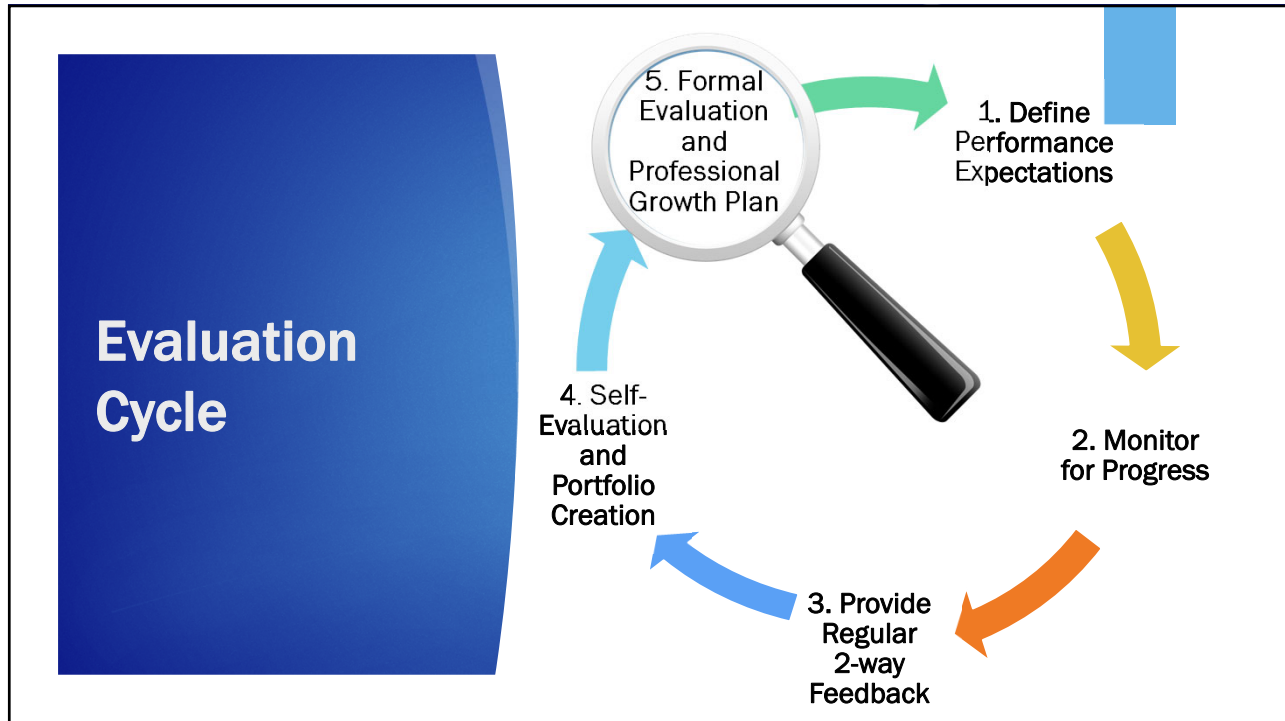 Evaluation
Cycle
5. Formal
Evaluation
and
Professional
Growth Plan
1. Define
Performance
Expectations
2. Monitor
for Progress
3. Provide
Regular
2-way
Feedback
4. Self-
Evaluation
and
Portfolio
Creation